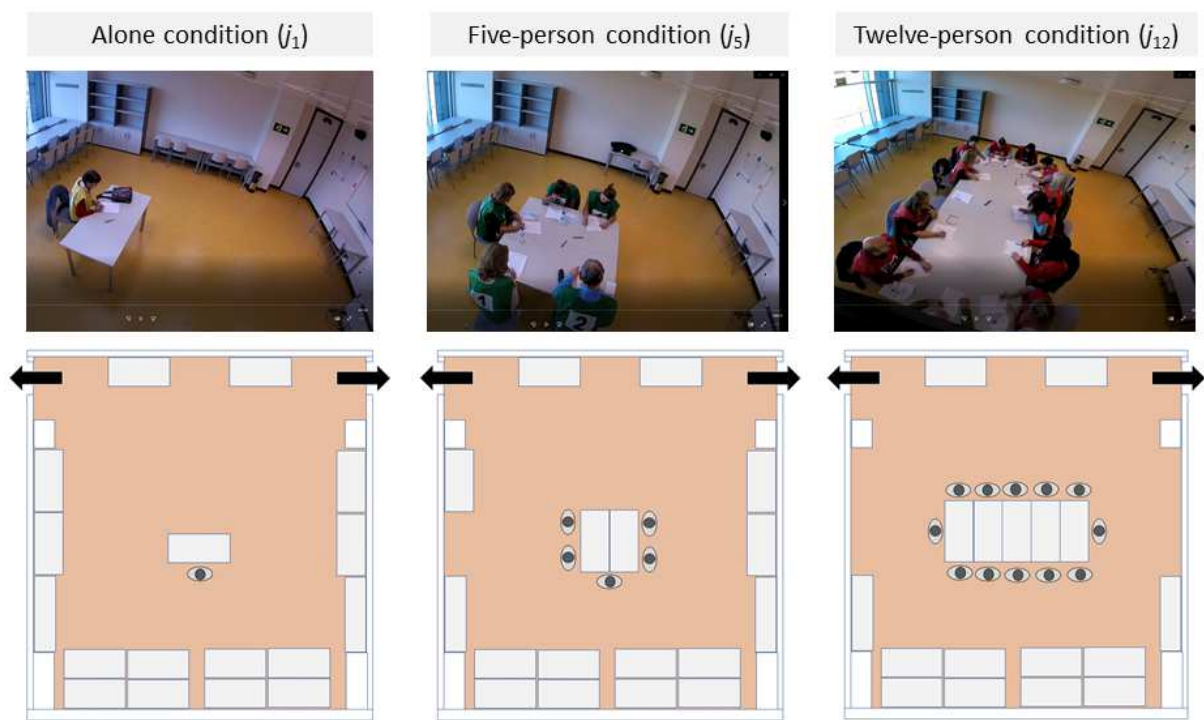 Alone condition (j₁)
Five-person condition (j₅)
Twelve-person condition (j₁₂)
1
2